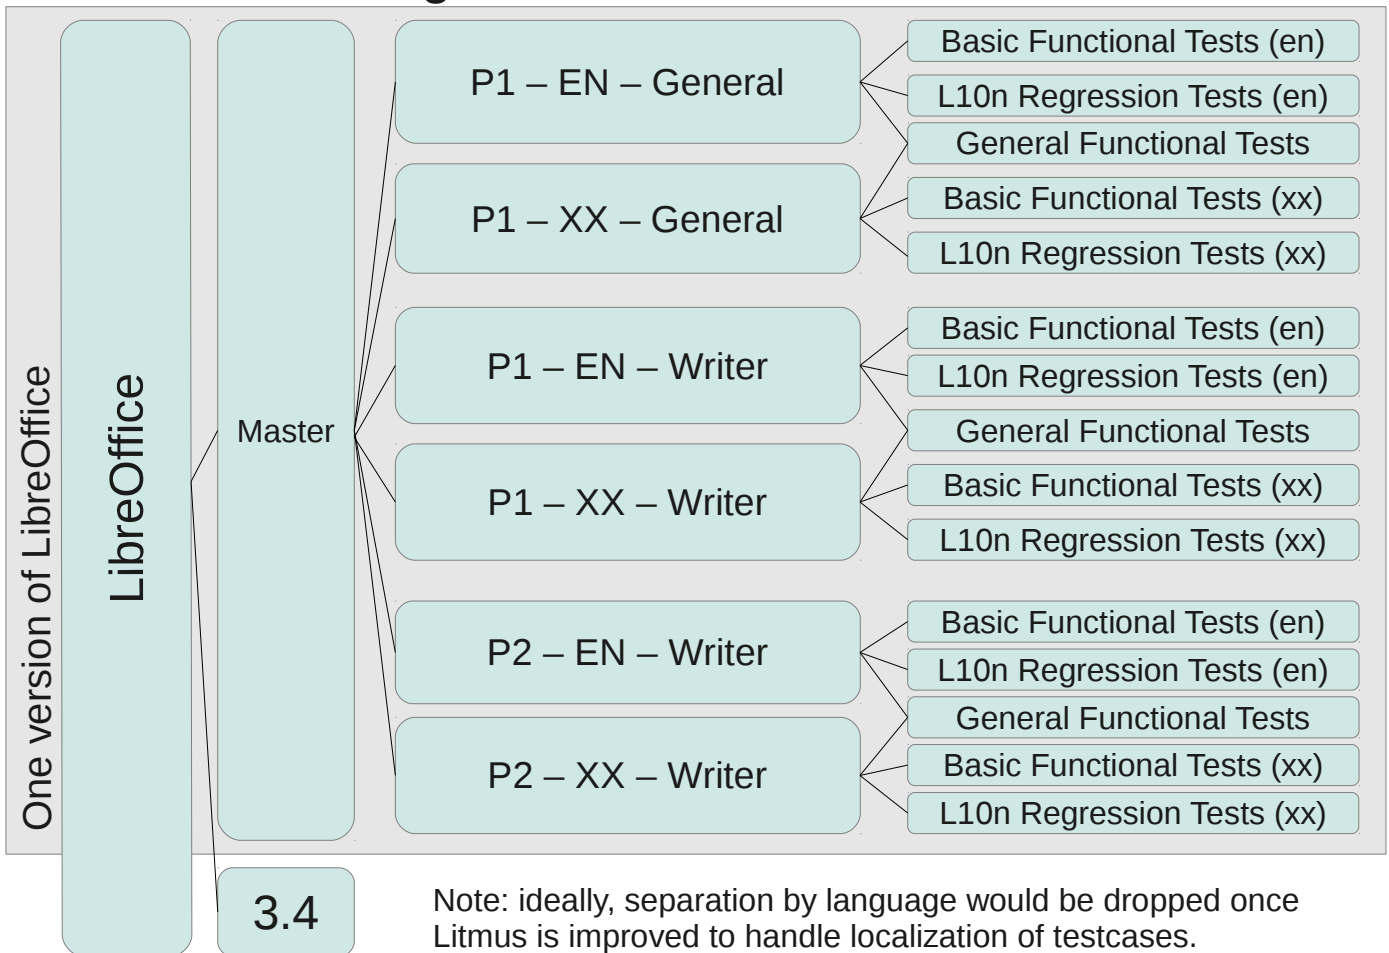 One version of LibreOffice
LibreOffice
Master
3.4
P1 – EN – General
P1 – XX – General
P1 – EN – Writer
P1 – XX – Writer
P2 – EN – Writer
P2 – XX – Writer
Basic Functional Tests (en)
L10n Regression Tests (en)
General Functional Tests
Basic Functional Tests (xx)
L10n Regression Tests (xx)
Basic Functional Tests (en)
L10n Regression Tests (en)
General Functional Tests
Basic Functional Tests (xx)
L10n Regression Tests (xx)
Basic Functional Tests (en)
L10n Regression Tests (en)
General Functional Tests
Basic Functional Tests (xx)
L10n Regression Tests (xx)
Note: ideally, separation by language would be dropped once
Litmus is improved to handle localization of testcases.